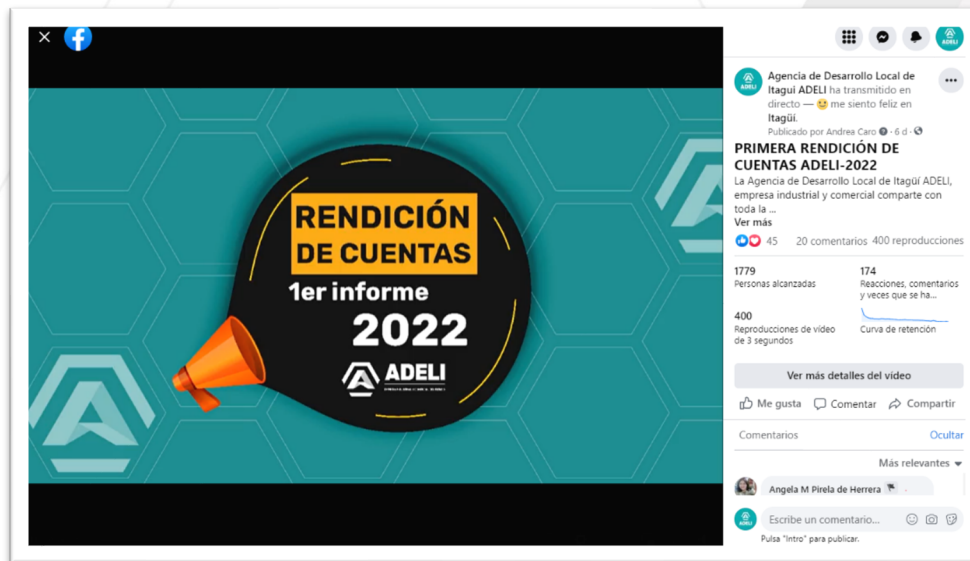 RENDICIÓN
DE CUENTAS
1er informe
2022
ADELI
ADELI
Agencia de Desarrollo Local de
Itagui ADELI ha transmitido en
directo — me siento feliz en
Itagüí.
Publicado por Andrea Caro · 6 d ·
PRIMERA RENDICIÓN DE
CUENTAS ADELI-2022
La Agencia de Desarrollo Local de Itagüí ADELI,
empresa industrial y comercial comparte con
toda la ...
Ver más
45 20 comentarios 400 reproducciones
1779 174
Personas alcanzadas Reacciones, comentarios
y veces que se ha...
400
Reproducciones de vídeo Curva de retención
de 3 segundos
Ver más detalles del vídeo
Me gusta Comentar Compartir
Comentarios Ocultar
Más relevantes
Angela M Pirela de Herrera
Escribe un comentario...
Pulsa "Intro" para publicar.